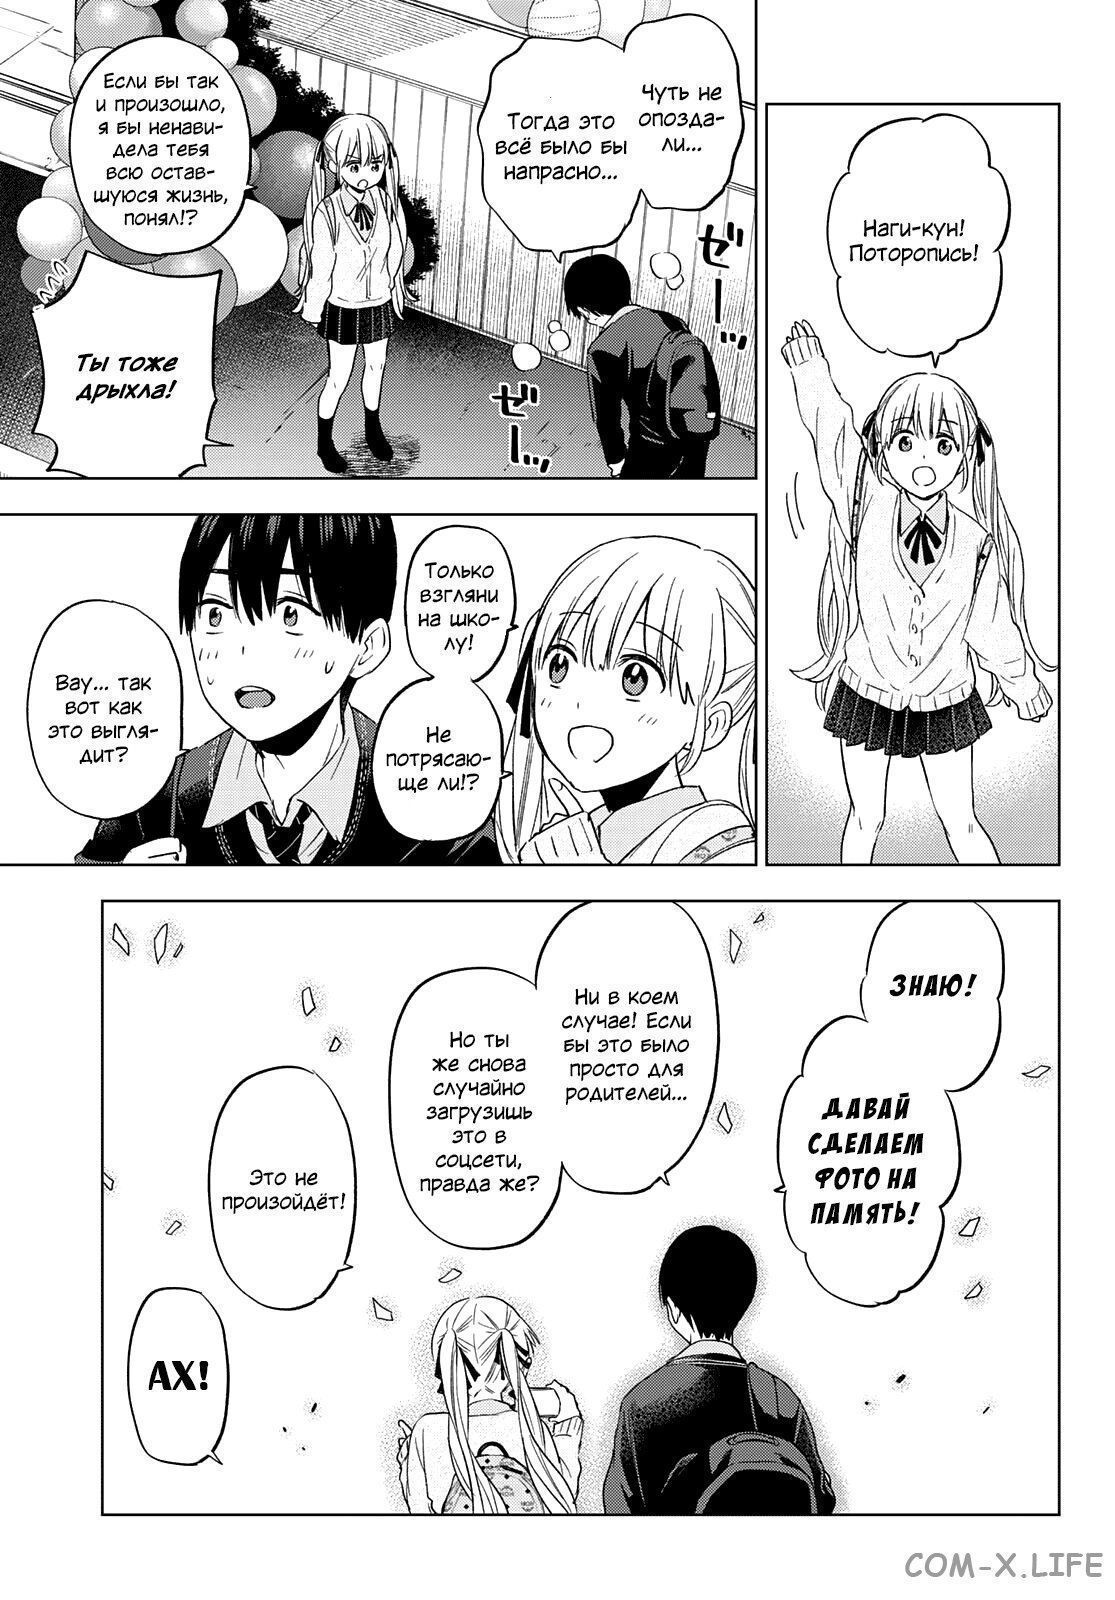 Наги-кун!
Поторопись!
Чуть не
опозда-
ли...
Тогда это
всё было бы
напрасно...
ゼーッ
ゼーッ
Если бы так
и произошло,
я бы ненави-
дела тебя
всю остав-
шуюся жизнь,
понял!?
Ты тоже
дрыхла!
Только
взгляни
на шко-
лу!
Не
потрясаю-
ще ли!?
Вау... так
вот как
это выгля-
дит?
ЗНАЮ!
ДАВАЙ
СДЕЛАЕМ
ФОТО НА
ПАМЯТЬ!
Ни в коем
случае! Если
бы это было
просто для
родителей...
Но ты
же снова
случайно
загрузишь
это в
соцсети,
правда же?
Это не
произойдёт!
АХ!
COM-X.LIFE